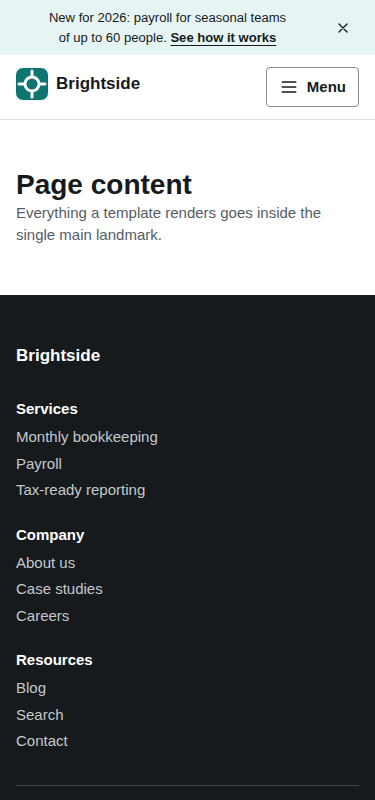 New for 2026: payroll for seasonal teams
of up to 60 people. See how it works
Brightside
Menu
Page content
Everything a template renders goes inside the
single main landmark.
Brightside
Services
Monthly bookkeeping
Payroll
Tax-ready reporting
Company
About us
Case studies
Careers
Resources
Blog
Search
Contact